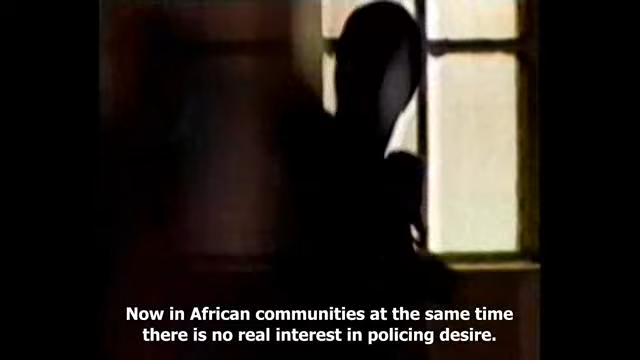 Now in African communities at the same time
there is no real interest in policing desire.